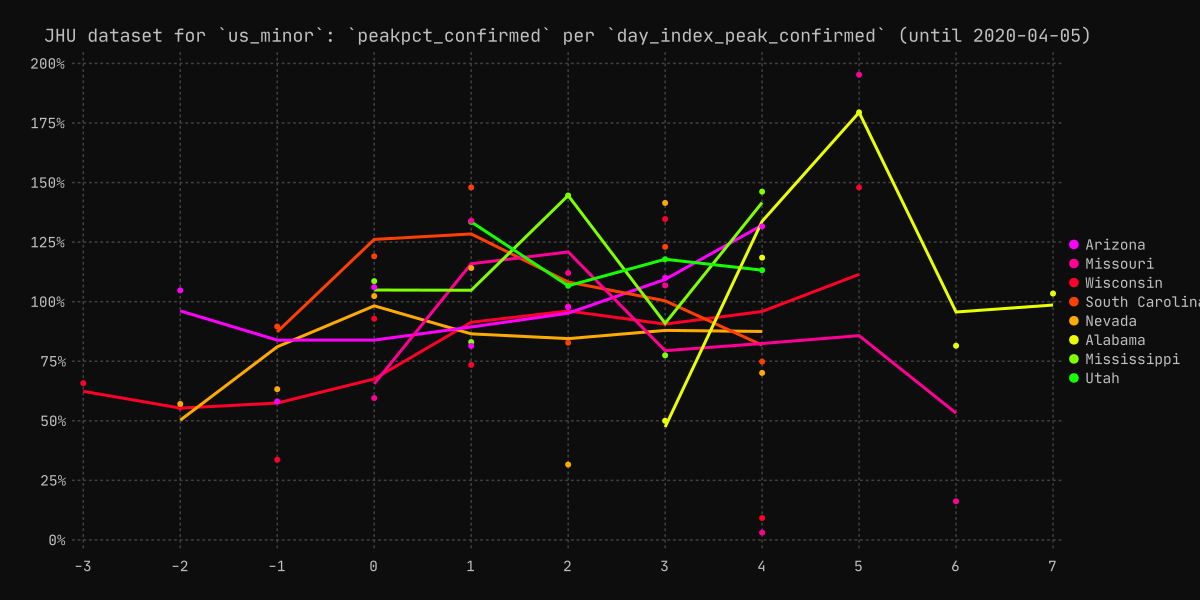 JHU dataset for `us_minor`: `peakpct_confirmed` per `day_index_peak_confirmed` (until 2020-04-05)
200%
175%
150%
125%
100%
75%
50%
25%
0%
-3 -2 -1 0 1 2 3 4 5 6 7
Arizona
Missouri
Wisconsin
South Carolina
Nevada
Alabama
Mississippi
Utah